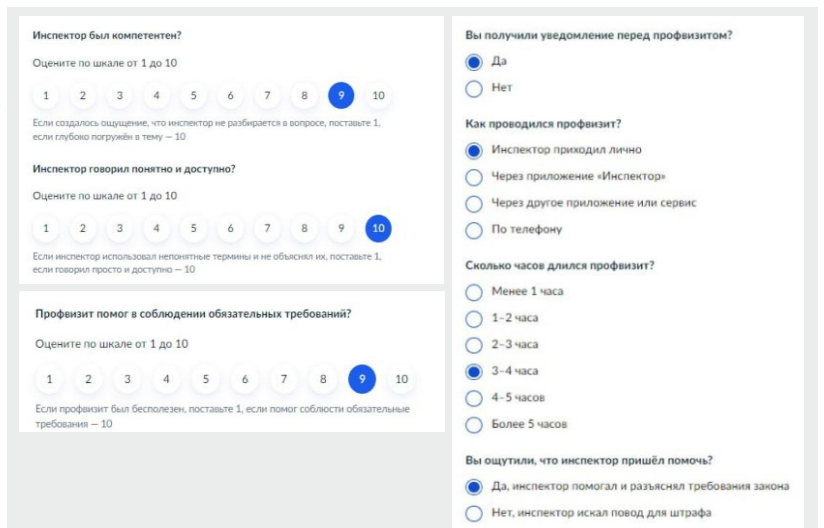 Инспектор был компетентен?
Оцените по шкале от 1 до 10
1 2 3 4 5 6 7 8 9 10
Если создалось ощущение, что инспектор не разбирается в вопросе, поставьте 1,
если глубоко погружён в тему — 10
Инспектор говорил понятно и доступно?
Оцените по шкале от 1 до 10
1 2 3 4 5 6 7 8 9 10
Если инспектор использовал непонятные термины и не объяснял их, поставьте 1,
если говорил просто и доступно — 10
Профвизит помог в соблюдении обязательных требований?
Оцените по шкале от 1 до 10
1 2 3 4 5 6 7 8 9 10
Если профвизит был бесполезен, поставьте 1, если помог соблюсти обязательные
требования — 10
Вы получили уведомление перед профвизитом?
Да
Нет
Как проводился профвизит?
Инспектор приходил лично
Через приложение «Инспектор»
Через другое приложение или сервис
По телефону
Сколько часов длился профвизит?
Менее 1 часа
1–2 часа
2–3 часа
3–4 часа
4–5 часов
Более 5 часов
Вы ощутили, что инспектор пришёл помочь?
Да, инспектор помогал и разъяснял требования закона
Нет, инспектор искал повод для штрафа